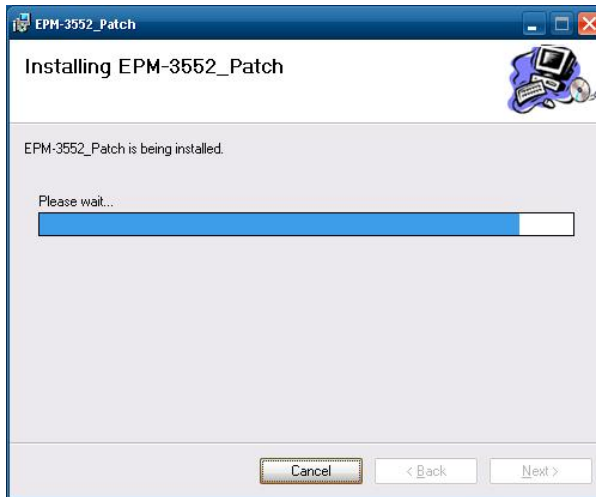 EPM-3552_Patch
Installing EPM-3552_Patch
EPM-3552_Patch is being installed.
Please wait...
Cancel
< Back
Next >